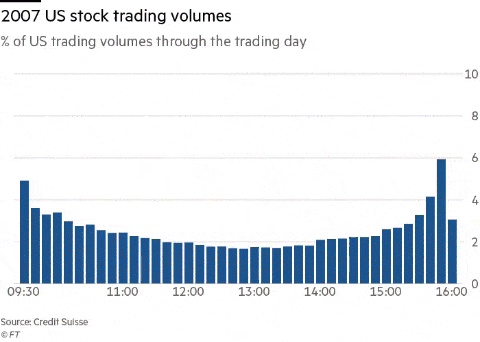 2007 US stock trading volumes
% of US trading volumes through the trading day
10
8
6
4
2
0
09:30 11:00 12:00 13:00 14:00 15:00 16:00
Source: Credit Suisse
© FT